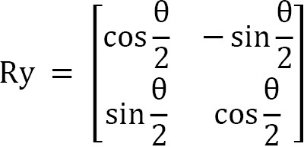 Ry = [ cos θ/2  − sin θ/2
sin θ/2  cos θ/2 ]